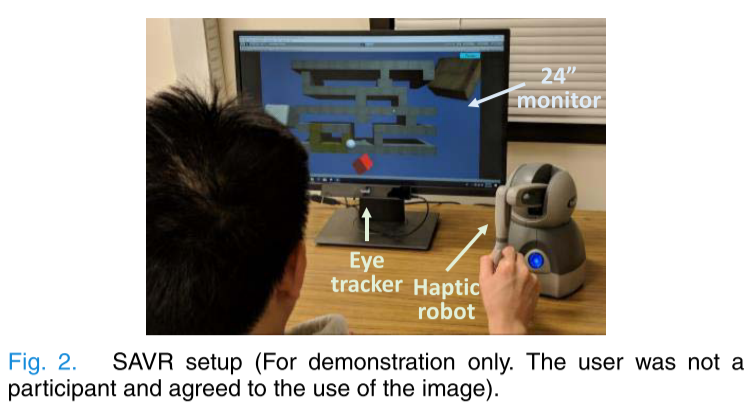 24”
monitor
Eye
tracker
Haptic
robot
Fig. 2. SAVR setup (For demonstration only. The user was not a
participant and agreed to the use of the image).